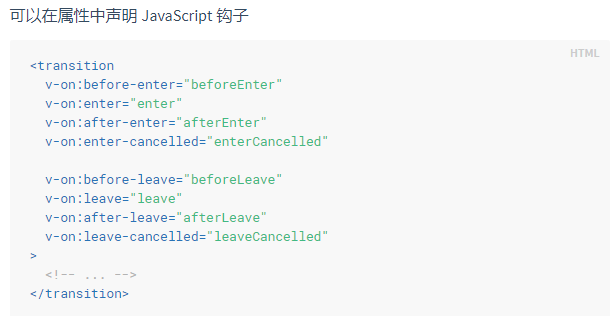 可以在属性中声明 JavaScript 钩子
HTML
<transition
  v-on:before-enter="beforeEnter"
  v-on:enter="enter"
  v-on:after-enter="afterEnter"
  v-on:enter-cancelled="enterCancelled"

  v-on:before-leave="beforeLeave"
  v-on:leave="leave"
  v-on:after-leave="afterLeave"
  v-on:leave-cancelled="leaveCancelled"
>
  <!-- ... -->
</transition>